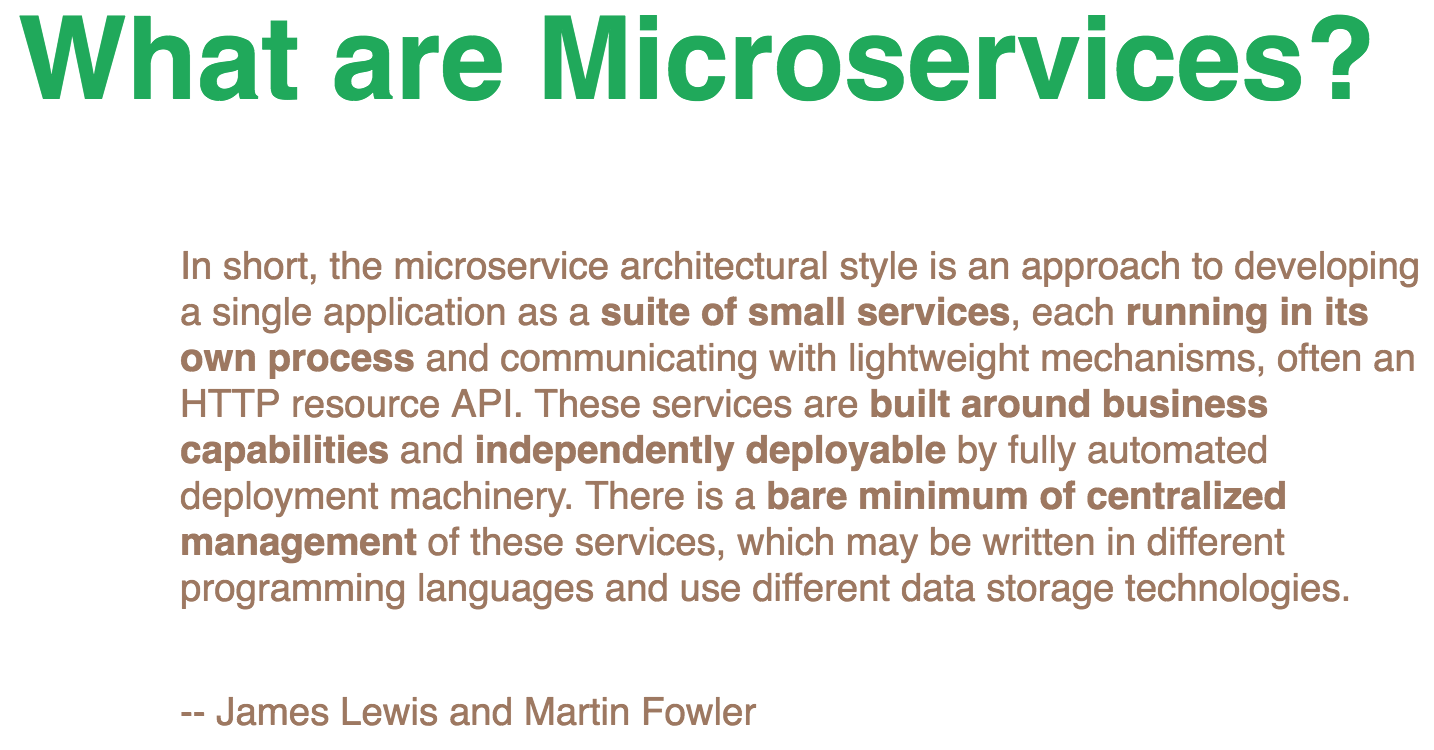 What are Microservices?
In short, the microservice architectural style is an approach to developing
a single application as a suite of small services, each running in its
own process and communicating with lightweight mechanisms, often an
HTTP resource API. These services are built around business
capabilities and independently deployable by fully automated
deployment machinery. There is a bare minimum of centralized
management of these services, which may be written in different
programming languages and use different data storage technologies.
-- James Lewis and Martin Fowler